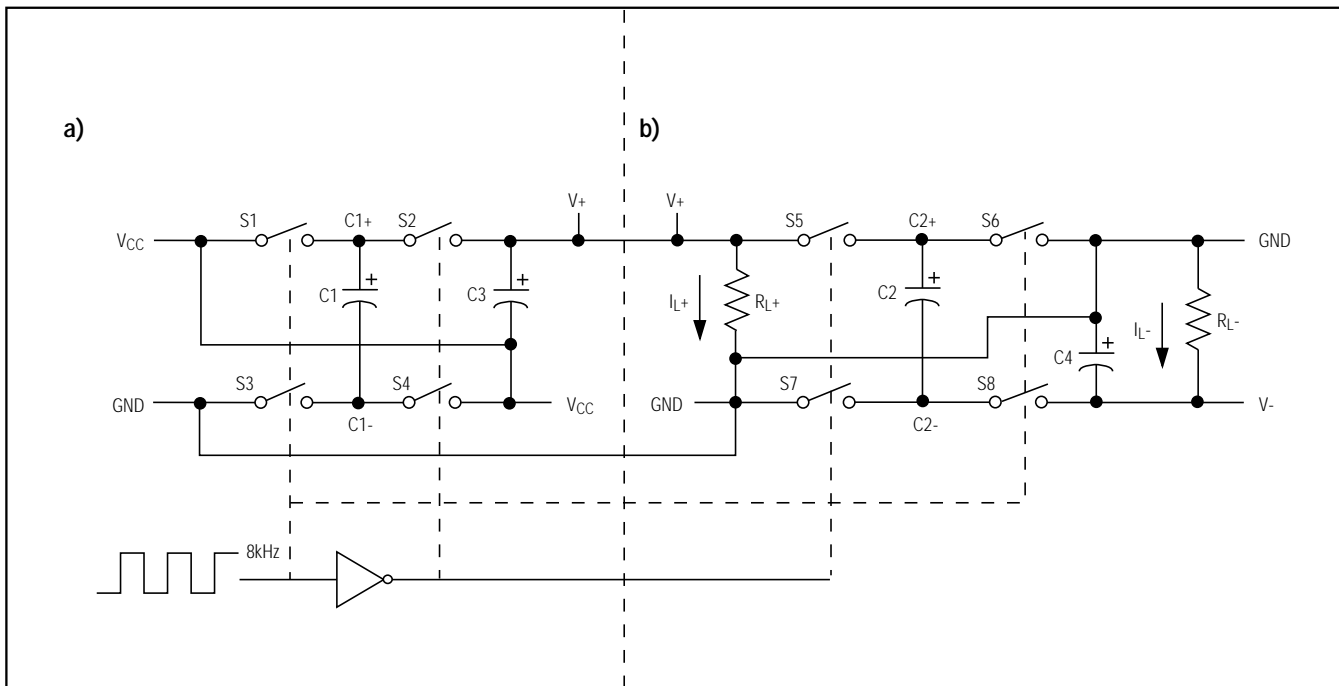 a)
b)
V+
V+
S1
C1+
S2
S5
C2+
S6
VCC
GND
C1
C3
IL+
RL+
C2
C4
IL-
RL-
S3
S4
S7
S8
GND
VCC
GND
V-
C1-
C2-
8kHz
+
+
+
+